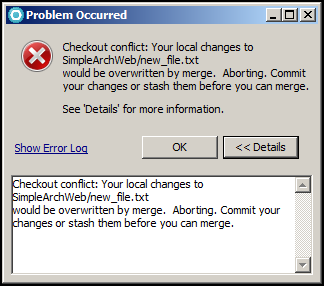 Problem Occurred
Checkout conflict: Your local changes to
SimpleArchWeb/new_file.txt
would be overwritten by merge.  Aborting. Commit
your changes or stash them before you can merge.
See 'Details' for more information.
Show Error Log
OK
<< Details
Checkout conflict: Your local changes to
SimpleArchWeb/new_file.txt
would be overwritten by merge.  Aborting. Commit your
changes or stash them before you can merge.